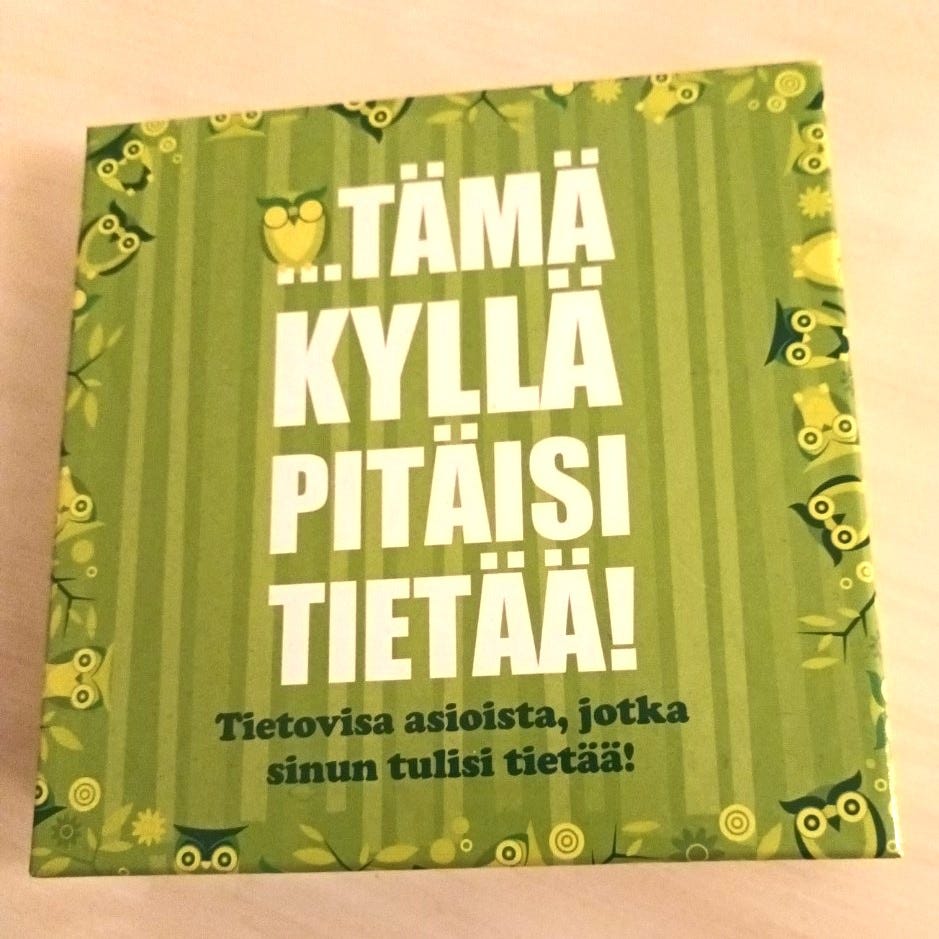 ...TÄMÄ
KYLLÄ
PITÄISI
TIETÄÄ!
Tietovisa asioista, jotka
sinun tulisi tietää!